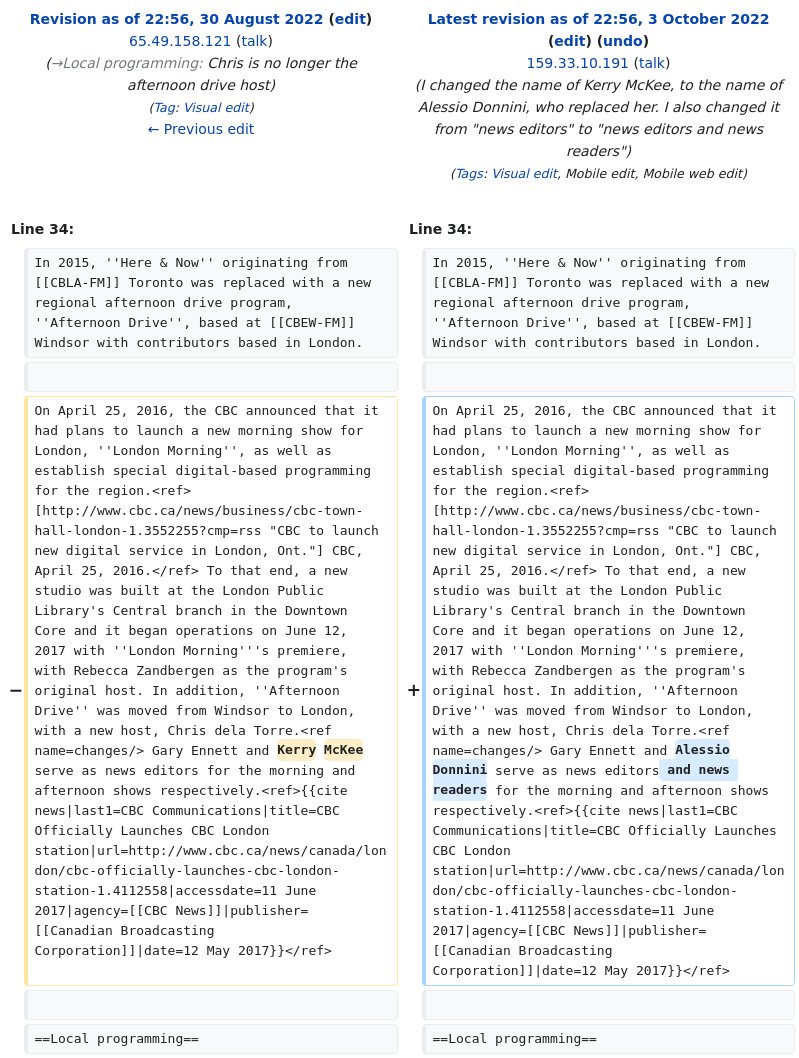 Revision as of 22:56, 30 August 2022 (edit)
65.49.158.121 (talk)
(→Local programming: Chris is no longer the
afternoon drive host)
(Tag: Visual edit)
← Previous edit
Latest revision as of 22:56, 3 October 2022
(edit) (undo)
159.33.10.191 (talk)
(I changed the name of Kerry McKee, to the name of
Alessio Donnini, who replaced her. I also changed it
from "news editors" to "news editors and news
readers")
(Tags: Visual edit, Mobile edit, Mobile web edit)
Line 34:
In 2015, ''Here & Now'' originating from
[[CBLA-FM]] Toronto was replaced with a new
regional afternoon drive program,
''Afternoon Drive'', based at [[CBEW-FM]]
Windsor with contributors based in London.
−
On April 25, 2016, the CBC announced that it
had plans to launch a new morning show for
London, ''London Morning'', as well as
establish special digital-based programming
for the region.<ref>
[http://www.cbc.ca/news/business/cbc-town-
hall-london-1.3552255?cmp=rss "CBC to launch
new digital service in London, Ont."] CBC,
April 25, 2016.</ref> To that end, a new
studio was built at the London Public
Library's Central branch in the Downtown
Core and it began operations on June 12,
2017 with ''London Morning'''s premiere,
with Rebecca Zandbergen as the program's
original host. In addition, ''Afternoon
Drive'' was moved from Windsor to London,
with a new host, Chris dela Torre.<ref
name=changes/> Gary Ennett and Kerry McKee
serve as news editors for the morning and
afternoon shows respectively.<ref>{{cite
news|last1=CBC Communications|title=CBC
Officially Launches CBC London
station|url=http://www.cbc.ca/news/canada/lon
don/cbc-officially-launches-cbc-london-
station-1.4112558|accessdate=11 June
2017|agency=[[CBC News]]|publisher=
[[Canadian Broadcasting
Corporation]]|date=12 May 2017}}</ref>
==Local programming==
Line 34:
In 2015, ''Here & Now'' originating from
[[CBLA-FM]] Toronto was replaced with a new
regional afternoon drive program,
''Afternoon Drive'', based at [[CBEW-FM]]
Windsor with contributors based in London.
+
On April 25, 2016, the CBC announced that it
had plans to launch a new morning show for
London, ''London Morning'', as well as
establish special digital-based programming
for the region.<ref>
[http://www.cbc.ca/news/business/cbc-town-
hall-london-1.3552255?cmp=rss "CBC to launch
new digital service in London, Ont."] CBC,
April 25, 2016.</ref> To that end, a new
studio was built at the London Public
Library's Central branch in the Downtown
Core and it began operations on June 12,
2017 with ''London Morning'''s premiere,
with Rebecca Zandbergen as the program's
original host. In addition, ''Afternoon
Drive'' was moved from Windsor to London,
with a new host, Chris dela Torre.<ref
name=changes/> Gary Ennett and Alessio
Donnini serve as news editors and news
readers for the morning and afternoon shows
respectively.<ref>{{cite news|last1=CBC
Communications|title=CBC Officially Launches
CBC London
station|url=http://www.cbc.ca/news/canada/lon
don/cbc-officially-launches-cbc-london-
station-1.4112558|accessdate=11 June
2017|agency=[[CBC News]]|publisher=
[[Canadian Broadcasting
Corporation]]|date=12 May 2017}}</ref>
==Local programming==